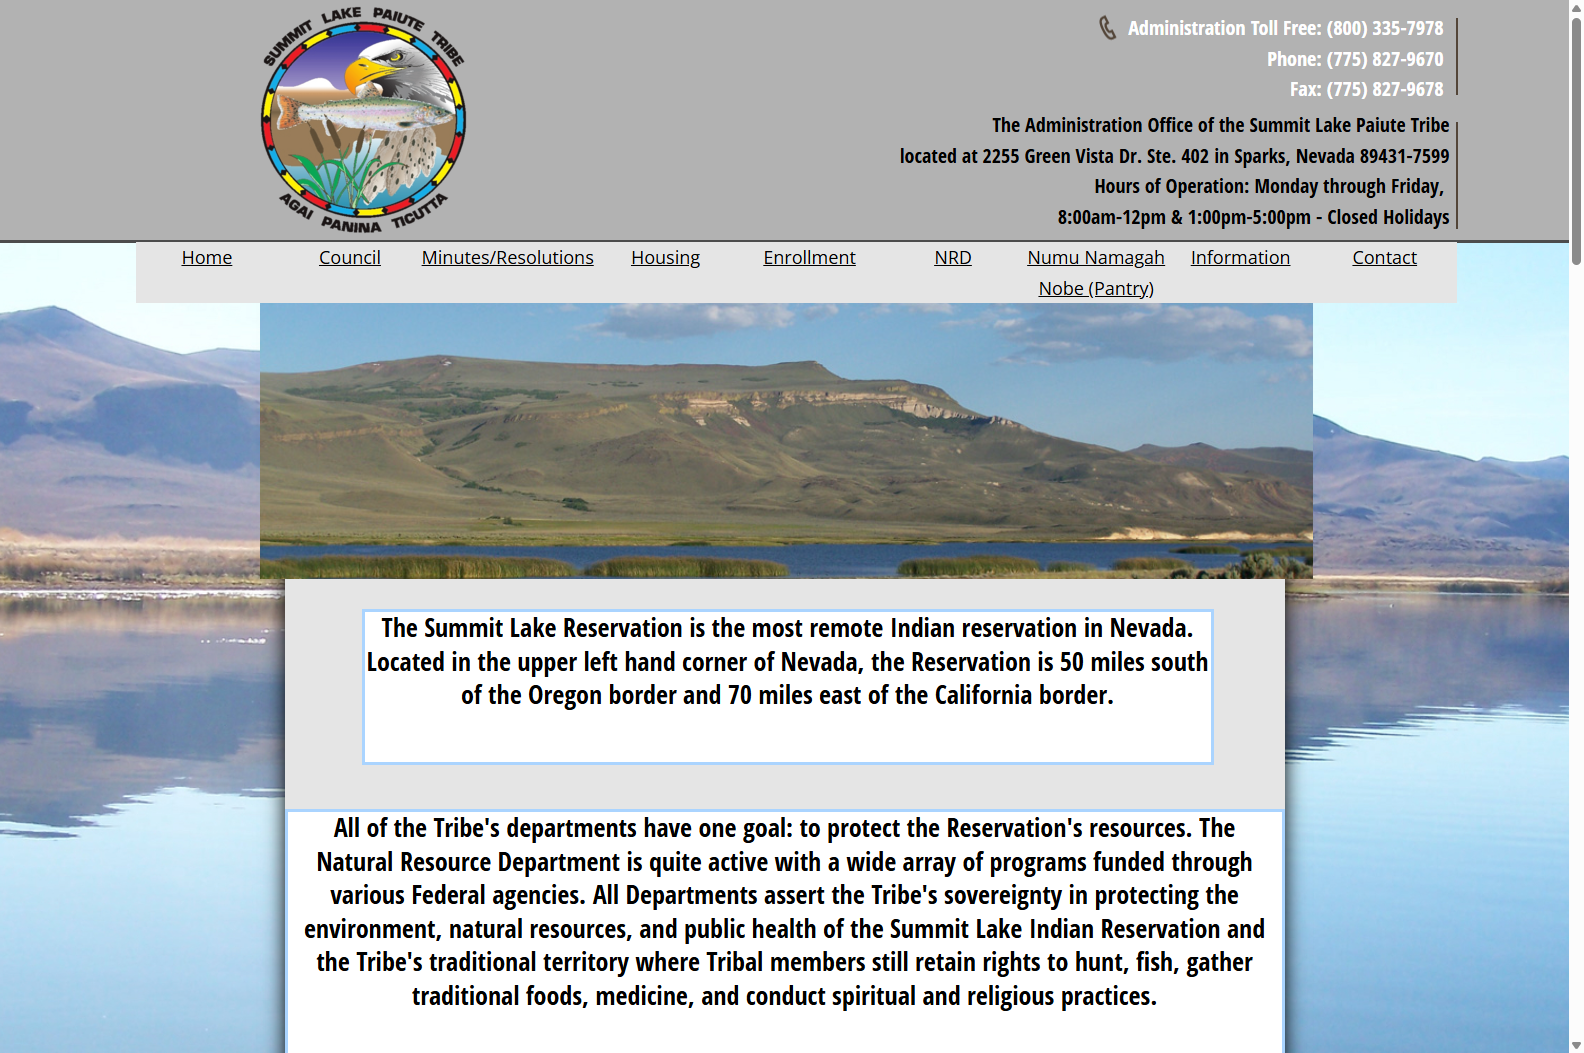 SUMMIT LAKE PAIUTE TRIBE
AGAI PANINA TICUTTA
Administration Toll Free: (800) 335-7978
Phone: (775) 827-9670
Fax: (775) 827-9678
The Administration Office of the Summit Lake Paiute Tribe
located at 2255 Green Vista Dr. Ste. 402 in Sparks, Nevada 89431-7599
Hours of Operation: Monday through Friday,
8:00am-12pm & 1:00pm-5:00pm - Closed Holidays
Home Council Minutes/Resolutions Housing Enrollment NRD Numu Namagah Information Contact
Nobe (Pantry)
The Summit Lake Reservation is the most remote Indian reservation in Nevada.
Located in the upper left hand corner of Nevada, the Reservation is 50 miles south
of the Oregon border and 70 miles east of the California border.
All of the Tribe's departments have one goal: to protect the Reservation's resources. The
Natural Resource Department is quite active with a wide array of programs funded through
various Federal agencies. All Departments assert the Tribe's sovereignty in protecting the
environment, natural resources, and public health of the Summit Lake Indian Reservation and
the Tribe's traditional territory where Tribal members still retain rights to hunt, fish, gather
traditional foods, medicine, and conduct spiritual and religious practices.